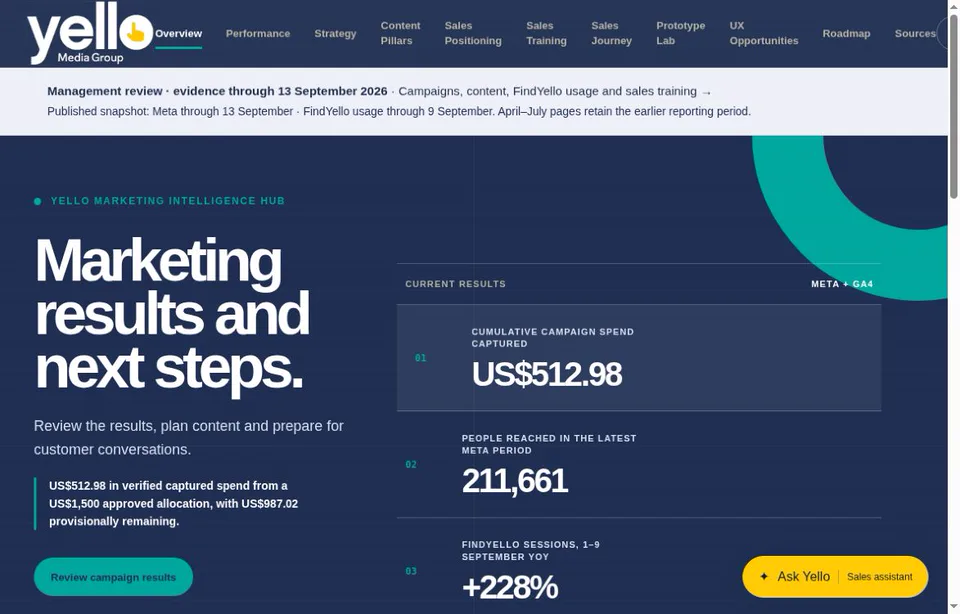 yello
Media Group
Overview
Performance
Strategy
Content
Pillars
Sales
Positioning
Sales
Training
Sales
Journey
Prototype
Lab
UX
Opportunities
Roadmap
Sources
Management review · evidence through 13 September 2026 · Campaigns, content, FindYello usage and sales training →
Published snapshot: Meta through 13 September · FindYello usage through 9 September. April–July pages retain the earlier reporting period.
YELLO MARKETING INTELLIGENCE HUB
Marketing
results and
next steps.
Review the results, plan content and prepare for
customer conversations.
US$512.98 in verified captured spend from a
US$1,500 approved allocation, with US$987.02
provisionally remaining.
Review campaign results
CURRENT RESULTS
META + GA4
01
CUMULATIVE CAMPAIGN SPEND
CAPTURED
US$512.98
02
PEOPLE REACHED IN THE LATEST
META PERIOD
211,661
03
FINDYELLO SESSIONS, 1–9
SEPTEMBER YOY
+228%
✦ Ask Yello
Sales assistant